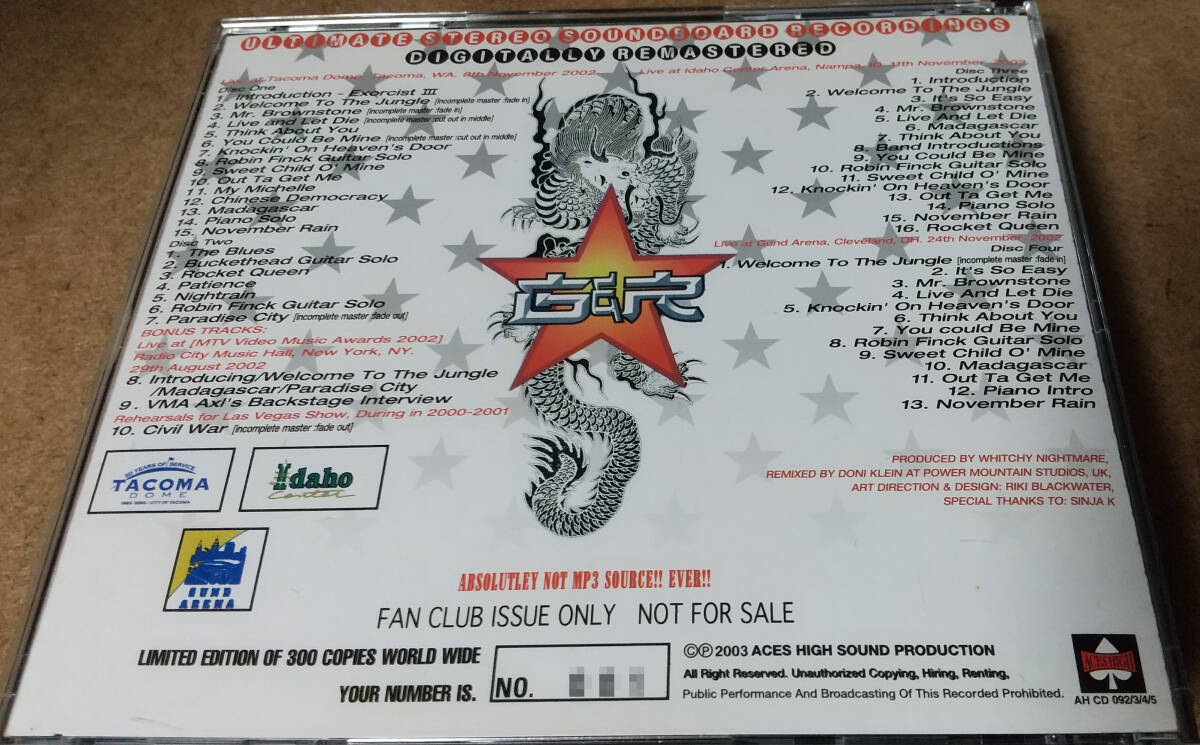 ULTIMATE STEREO SOUNDBOARD RECORDINGS
DIGITALLY REMASTERED
Live at Tacoma Dome, Tacoma, WA. 8th November 2002
Disc One
1. Introduction - Exorcist III
2. Welcome To The Jungle [incomplete master :fade in]
3. Mr. Brownstone [incomplete master :fade in]
4. Live and Let Die [incomplete master :cut out in middle]
5. Think About You
6. You Could Be Mine [incomplete master :cut out in middle]
7. Knockin' On Heaven's Door
8. Robin Finck Guitar Solo
9. Sweet Child O' Mine
10. Out Ta Get Me
11. My Michelle
12. Chinese Democracy
13. Madagascar
14. Piano Solo
15. November Rain
Disc Two
1. The Blues
2. Buckethead Guitar Solo
3. Rocket Queen
4. Patience
5. Nightrain
6. Robin Finck Guitar Solo
7. Paradise City [incomplete master :fade out]
BONUS TRACKS:
Live at [MTV Video Music Awards 2002]
Radio City Music Hall, New York, NY.
29th August 2002
8. Introducing/Welcome To The Jungle
/Madagascar/Paradise City
9. VMA Axl's Backstage Interview
Rehearsals for Las Vegas Show, During in 2000-2001
10. Civil War [incomplete master :fade out]
Live at Idaho Center Arena, Nampa, ID. 11th November, 2002
Disc Three
1. Introduction
2. Welcome To The Jungle
3. It's So Easy
4. Mr. Brownstone
5. Live And Let Die
6. Madagascar
7. Think About You
8. Band Introductions
9. You Could Be Mine
10. Robin Finck Guitar Solo
11. Sweet Child O' Mine
12. Knockin' On Heaven's Door
13. Out Ta Get Me
14. Piano Solo
15. November Rain
16. Rocket Queen
Live at Gund Arena, Cleveland, OR. 24th November, 2002
Disc Four
1. Welcome To The Jungle [incomplete master :fade in]
2. It's So Easy
3. Mr. Brownstone
4. Live And Let Die
5. Knockin' On Heaven's Door
6. Think About You
7. You could Be Mine
8. Robin Finck Guitar Solo
9. Sweet Child O' Mine
10. Madagascar
11. Out Ta Get Me
12. Piano Intro
13. November Rain
G&R
PRODUCED BY WHITCHY NIGHTMARE,
REMIXED BY DONI KLEIN AT POWER MOUNTAIN STUDIOS, UK,
ART DIRECTION & DESIGN: RIKI BLACKWATER,
SPECIAL THANKS TO: SINJA K
20 YEARS OF SERVICE
TACOMA
DOME
CITY OF TACOMA
Idaho
Center
GUND
ARENA
ABSOLUTLEY NOT MP3 SOURCE!! EVER!!
FAN CLUB ISSUE ONLY NOT FOR SALE
LIMITED EDITION OF 300 COPIES WORLD WIDE
YOUR NUMBER IS.
NO.
©℗ 2003 ACES HIGH SOUND PRODUCTION
All Right Reserved. Unauthorized Copying, Hiring, Renting,
Public Performance And Broadcasting Of This Recorded Prohibited.
ACES HIGH
AH CD 092/3/4/5